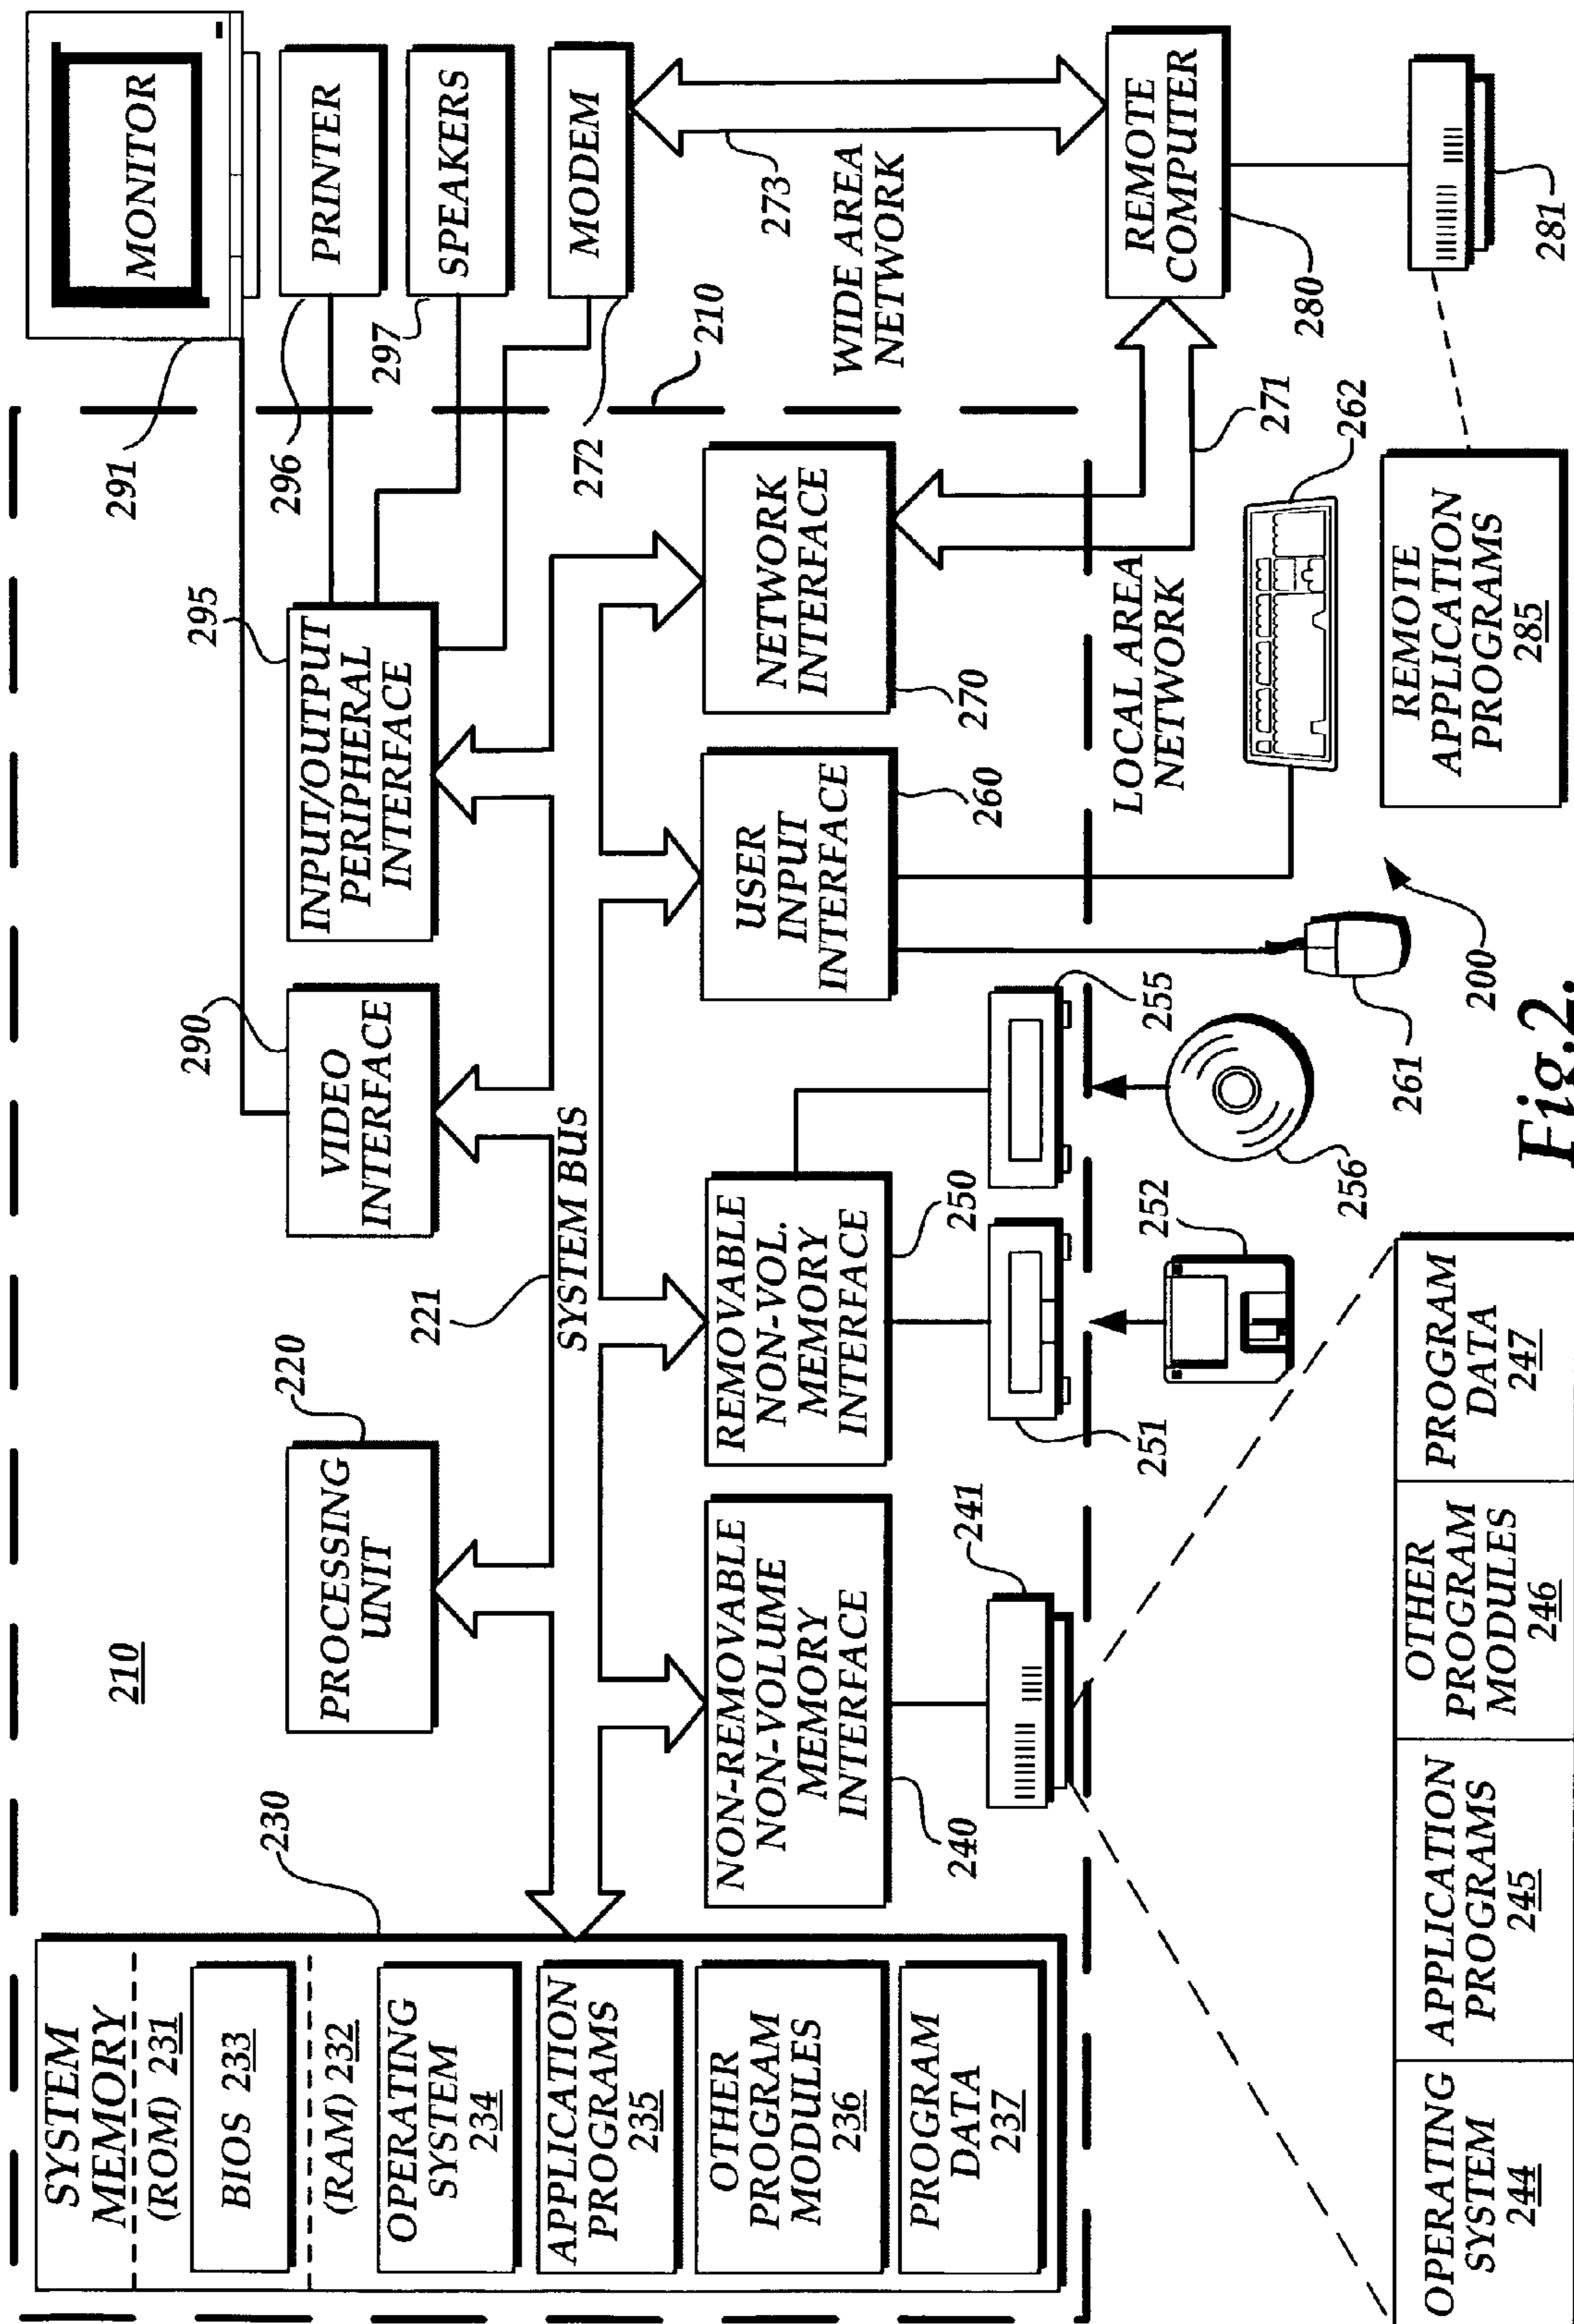 SYSTEM
MEMORY
(ROM) 231
BIOS 233
(RAM) 232
OPERATING
SYSTEM
234
APPLICATION
PROGRAMS
235
OTHER
PROGRAM
MODULES
236
PROGRAM
DATA
237
230
210
PROCESSING
UNIT
220
221
SYSTEM BUS
VIDEO
INTERFACE
290
INPUT/OUTPUT
PERIPHERAL
INTERFACE
295
291
MONITOR
296
PRINTER
297
SPEAKERS
272
MODEM
210
273
WIDE AREA
NETWORK
NON-REMOVABLE
NON-VOLUME
MEMORY
INTERFACE
240
241
REMOVABLE
NON-VOL.
MEMORY
INTERFACE
250
251
252
255
256
USER
INPUT
INTERFACE
260
NETWORK
INTERFACE
270
LOCAL AREA
NETWORK
271
REMOTE
COMPUTER
280
281
261
262
200
REMOTE
APPLICATION
PROGRAMS
285
OPERATING
SYSTEM
244
APPLICATION
PROGRAMS
245
OTHER
PROGRAM
MODULES
246
PROGRAM
DATA
247
Fig.2.